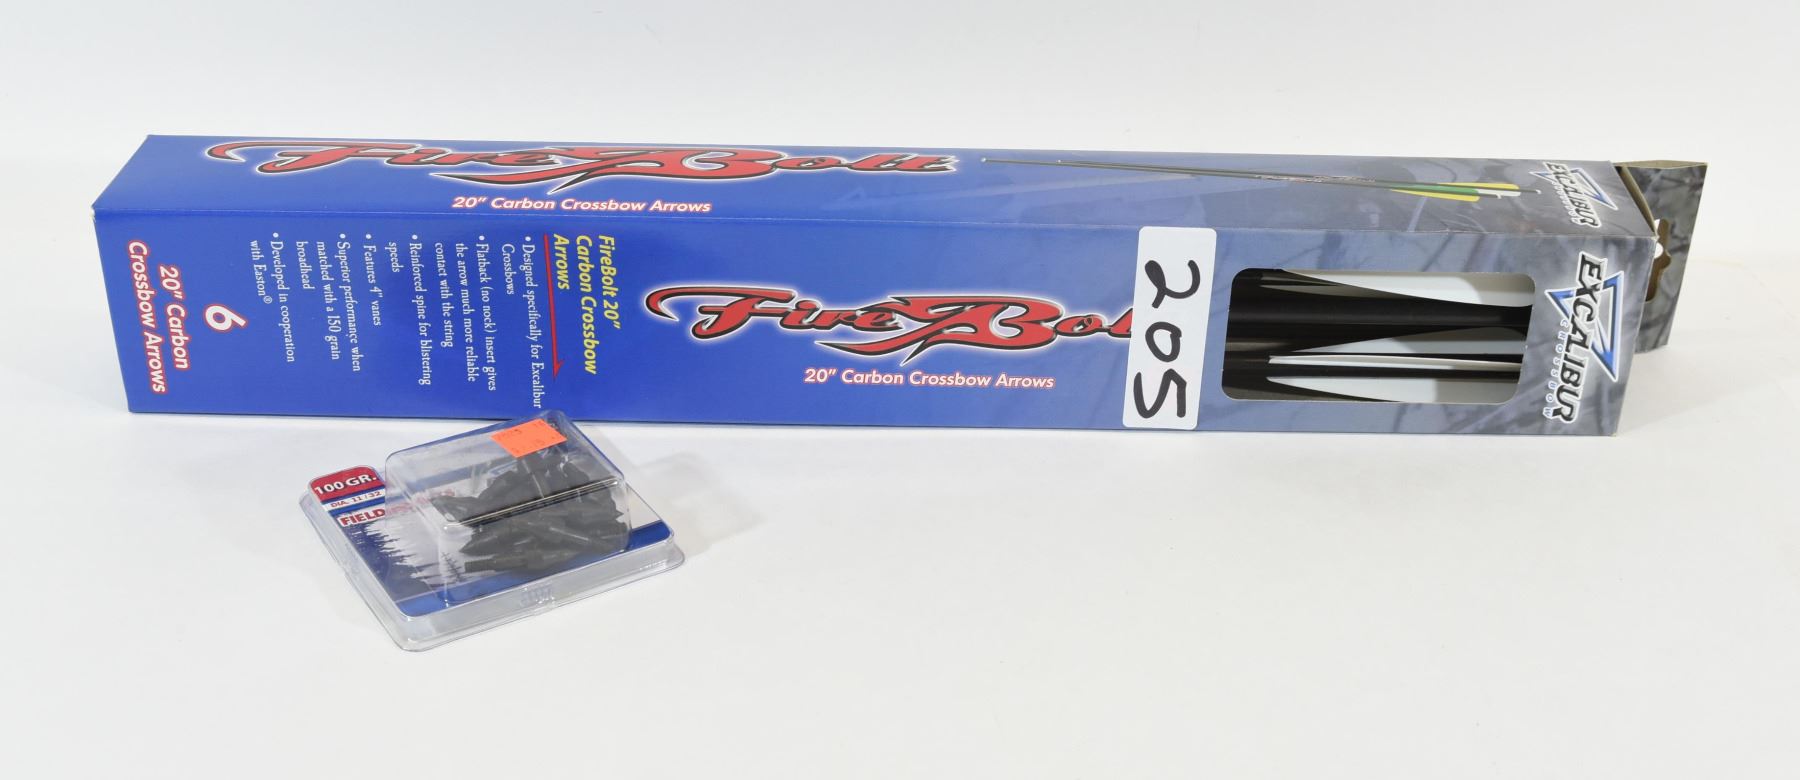 FireBolt
20" Carbon Crossbow Arrows
EXCALIBUR
CROSSBOW
FireBolt 20"
Carbon Crossbow
Arrows
• Designed specifically for Excalibur
Crossbows
• Flatback (no nock) insert gives
the arrow much more reliable
contact with the string
• Reinforced spine for blistering
speeds
• Features 4" vanes
• Superior performance when
matched with a 150 grain
broadhead
• Developed in cooperation
with Easton®
6
20" Carbon
Crossbow Arrows
FireBol
20" Carbon Crossbow Arrows
205
EXCALIBUR
CROSSBOW
100 GR.
DIA. 11/32
FIELD